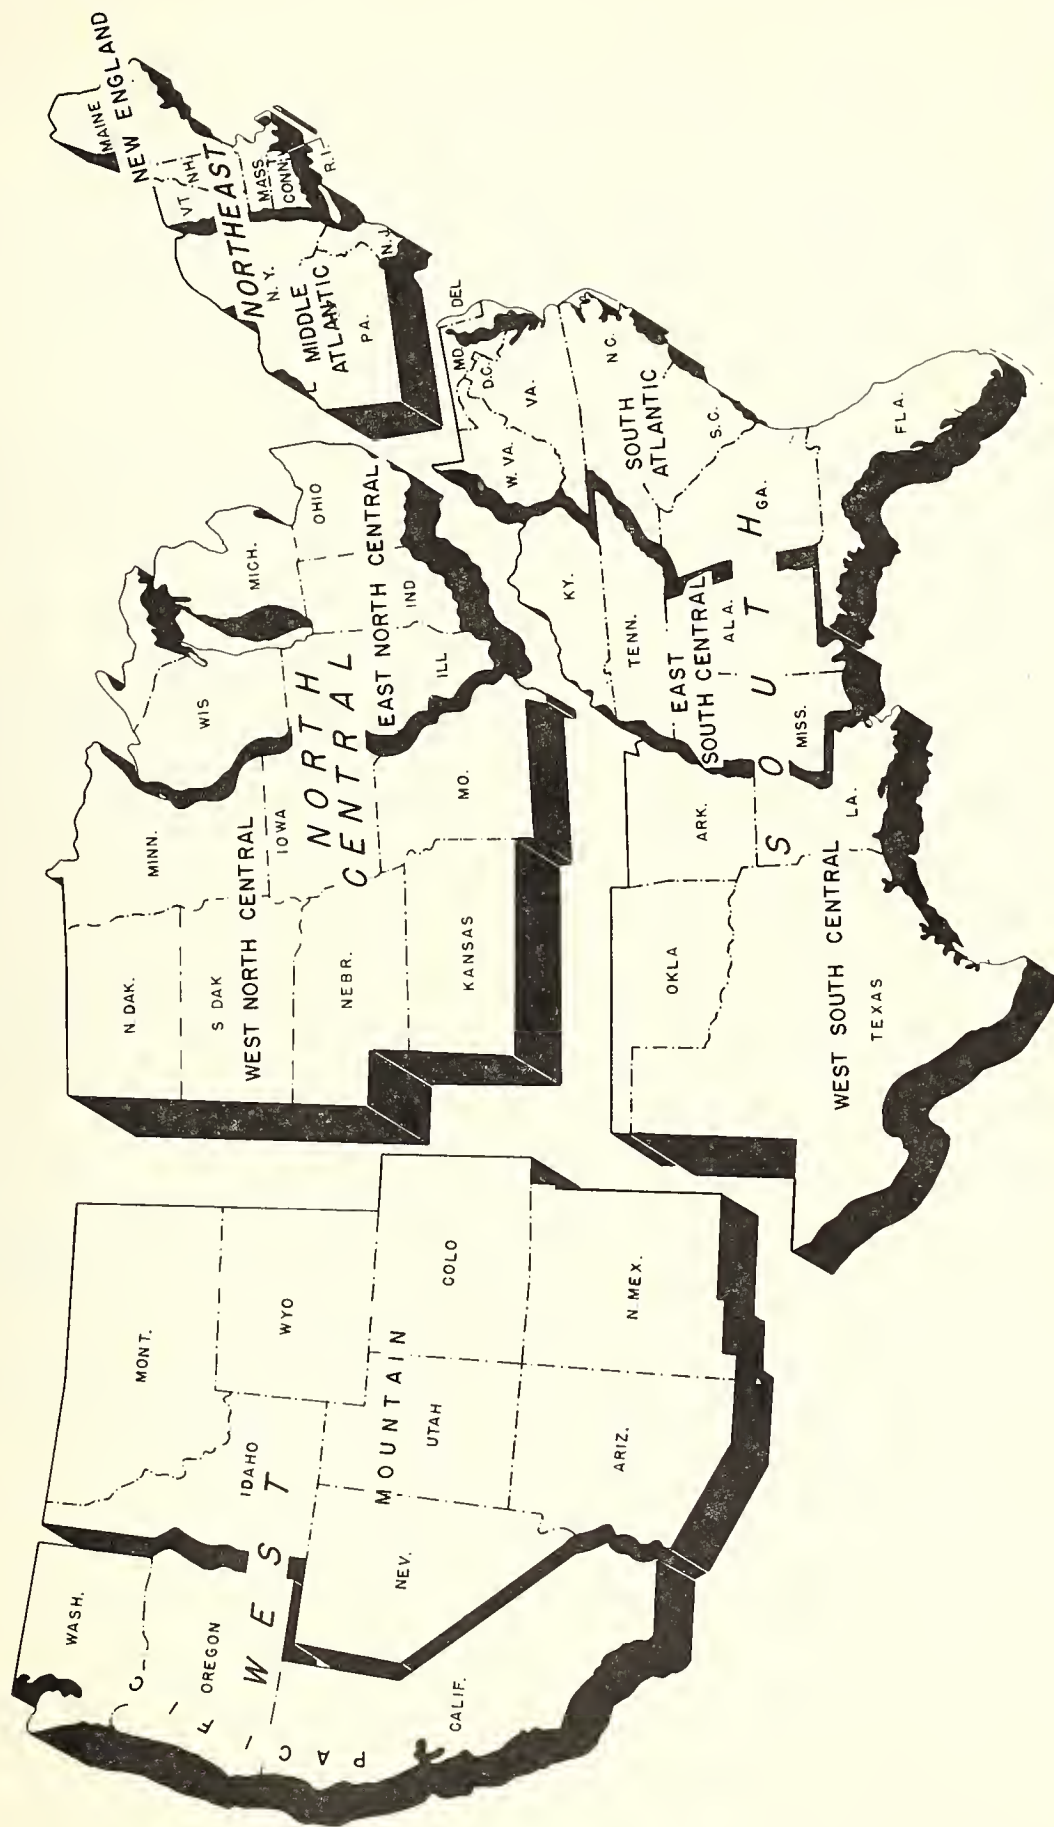 WEST
PACIFIC
WASH.
OREGON
CALIF.
MOUNTAIN
MONT.
IDAHO
WYO
NEV.
UTAH
COLO
ARIZ.
N. MEX.
NORTH
CENTRAL
WEST NORTH CENTRAL
N DAK.
S DAK
NEBR.
KANSAS
MINN.
IOWA
MO.
EAST NORTH CENTRAL
WIS
MICH.
ILL
IND
OHIO
NORTHEAST
NEW ENGLAND
MAINE
VT
NH
MASS.
CONN.
R.I.
MIDDLE
ATLANTIC
N. Y.
PA.
N.J.
SOUTH
WEST SOUTH CENTRAL
OKLA
ARK.
TEXAS
LA.
EAST
SOUTH CENTRAL
KY.
TENN.
MISS.
ALA.
SOUTH
ATLANTIC
DEL
MD.
D.C.
W. VA.
VA.
N.C.
S.C.
GA.
FLA.